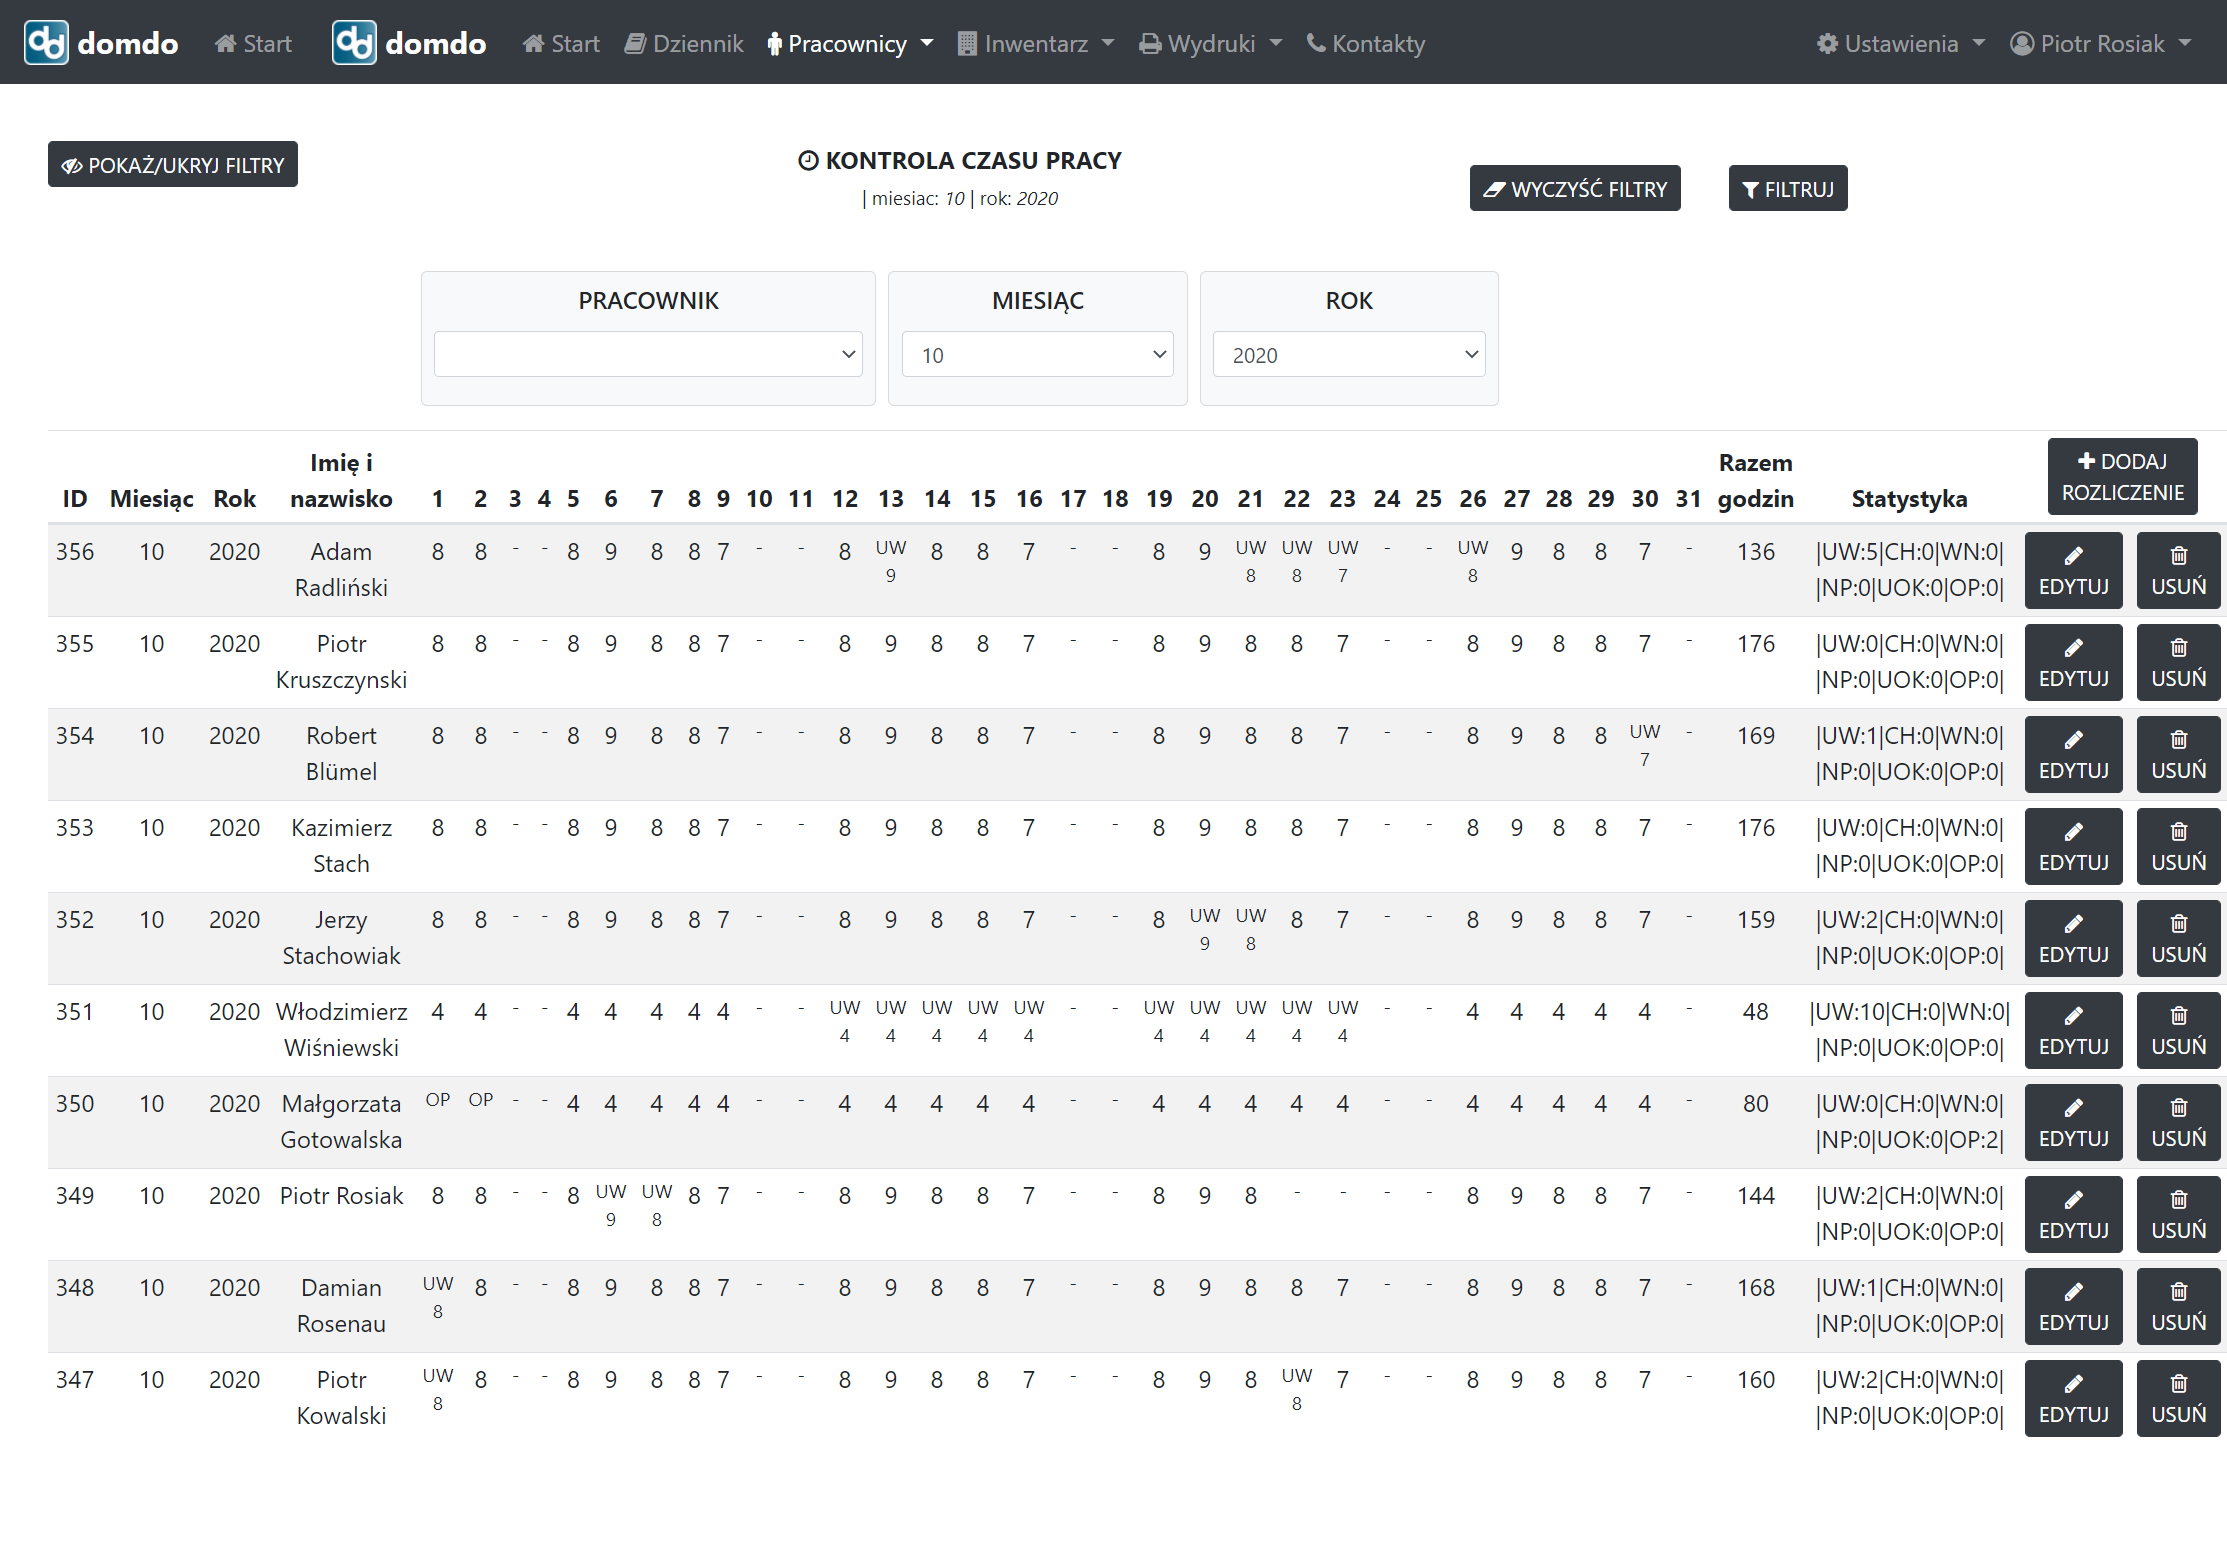 domdo Start domdo Start Dziennik Pracownicy Inwentarz Wydruki Kontakty Ustawienia Piotr Rosiak
POKAŻ/UKRYJ FILTRY
KONTROLA CZASU PRACY
| miesiac: 10 | rok: 2020
WYCZYŚĆ FILTRY FILTRUJ
PRACOWNIK MIESIĄC ROK
10 2020
Imię i Razem DODAJ
ID Miesiąc Rok nazwisko 1 2 3 4 5 6 7 8 9 10 11 12 13 14 15 16 17 18 19 20 21 22 23 24 25 26 27 28 29 30 31 godzin Statystyka ROZLICZENIE
356 10 2020 Adam 8 8 - - 8 9 8 8 7 - - 8 UW 8 8 7 - - 8 9 UW UW UW - - UW 9 8 8 7 - 136 |UW:5|CH:0|WN:0|
Radliński 9 8 8 7 8 |NP:0|UOK:0|OP:0| EDYTUJ USUŃ
355 10 2020 Piotr 8 8 - - 8 9 8 8 7 - - 8 9 8 8 7 - - 8 9 8 8 7 - - 8 9 8 8 7 - 176 |UW:0|CH:0|WN:0|
Kruszczynski |NP:0|UOK:0|OP:0| EDYTUJ USUŃ
354 10 2020 Robert 8 8 - - 8 9 8 8 7 - - 8 9 8 8 7 - - 8 9 8 8 7 - - 8 9 8 8 UW - 169 |UW:1|CH:0|WN:0|
Blümel 7 |NP:0|UOK:0|OP:0| EDYTUJ USUŃ
353 10 2020 Kazimierz 8 8 - - 8 9 8 8 7 - - 8 9 8 8 7 - - 8 9 8 8 7 - - 8 9 8 8 7 - 176 |UW:0|CH:0|WN:0|
Stach |NP:0|UOK:0|OP:0| EDYTUJ USUŃ
352 10 2020 Jerzy 8 8 - - 8 9 8 8 7 - - 8 9 8 8 7 - - 8 UW UW 8 7 - - 8 9 8 8 7 - 159 |UW:2|CH:0|WN:0|
Stachowiak 9 8 |NP:0|UOK:0|OP:0| EDYTUJ USUŃ
351 10 2020 Włodzimierz 4 4 - - 4 4 4 4 4 - - UW UW UW UW UW - - UW UW UW UW UW - - 4 4 4 4 4 - 48 |UW:10|CH:0|WN:0|
Wiśniewski 4 4 4 4 4 4 4 4 4 4 |NP:0|UOK:0|OP:0| EDYTUJ USUŃ
350 10 2020 Małgorzata OP OP - - 4 4 4 4 4 - - 4 4 4 4 4 - - 4 4 4 4 4 - - 4 4 4 4 4 - 80 |UW:0|CH:0|WN:0|
Gotowalska |NP:0|UOK:0|OP:2| EDYTUJ USUŃ
349 10 2020 Piotr Rosiak 8 8 - - 8 UW UW 8 7 - - 8 9 8 8 7 - - 8 9 8 - - - - 8 9 8 8 7 - 144 |UW:2|CH:0|WN:0|
9 8 |NP:0|UOK:0|OP:0| EDYTUJ USUŃ
348 10 2020 Damian UW 8 - - 8 9 8 8 7 - - 8 9 8 8 7 - - 8 9 8 8 7 - - 8 9 8 8 7 - 168 |UW:1|CH:0|WN:0|
Rosenau 8 |NP:0|UOK:0|OP:0| EDYTUJ USUŃ
347 10 2020 Piotr UW 8 - - 8 9 8 8 7 - - 8 9 8 8 7 - - 8 9 8 UW 7 - - 8 9 8 8 7 - 160 |UW:2|CH:0|WN:0|
Kowalski 8 8 |NP:0|UOK:0|OP:0| EDYTUJ USUŃ